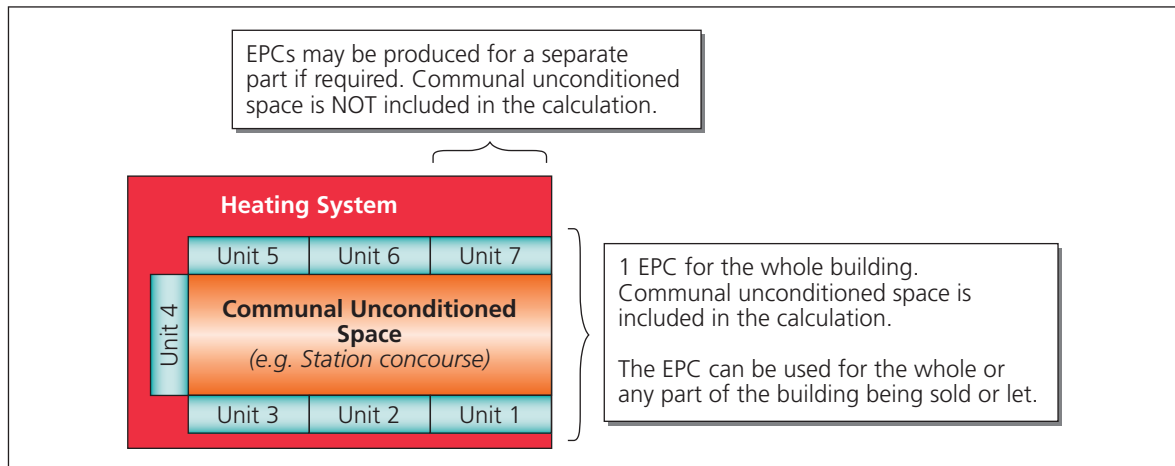 EPCs may be produced for a separate
part if required. Communal unconditioned
space is NOT included in the calculation.
Heating System
Unit 5
Unit 6
Unit 7
Unit 4
Communal Unconditioned
Space
(e.g. Station concourse)
Unit 3
Unit 2
Unit 1
1 EPC for the whole building.
Communal unconditioned space is
included in the calculation.
The EPC can be used for the whole or
any part of the building being sold or let.